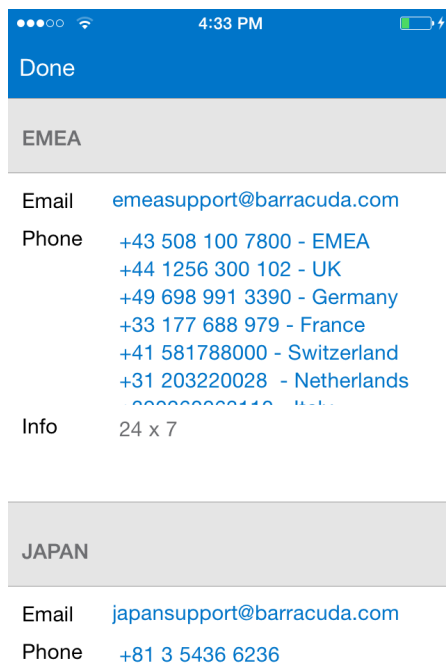 4:33 PM
Done
EMEA
Email emeasupport@barracuda.com
Phone +43 508 100 7800 - EMEA
+44 1256 300 102 - UK
+49 698 991 3390 - Germany
+33 177 688 979 - France
+41 581788000 - Switzerland
+31 203220028 - Netherlands
Info 24 x 7
JAPAN
Email japansupport@barracuda.com
Phone +81 3 5436 6236